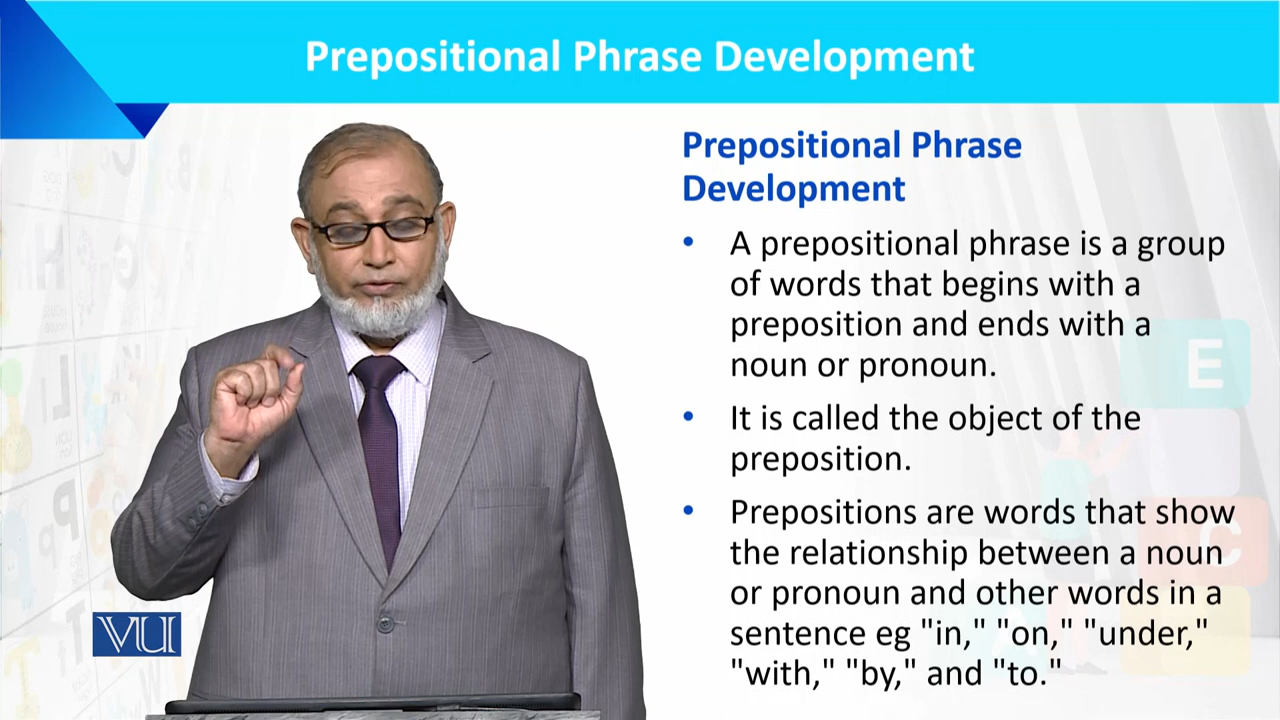 Prepositional Phrase Development
Prepositional Phrase
Development
• A prepositional phrase is a group
of words that begins with a
preposition and ends with a
noun or pronoun.
• It is called the object of the
preposition.
• Prepositions are words that show
the relationship between a noun
or pronoun and other words in a
sentence eg "in," "on," "under,"
"with," "by," and "to."
VU
E
C